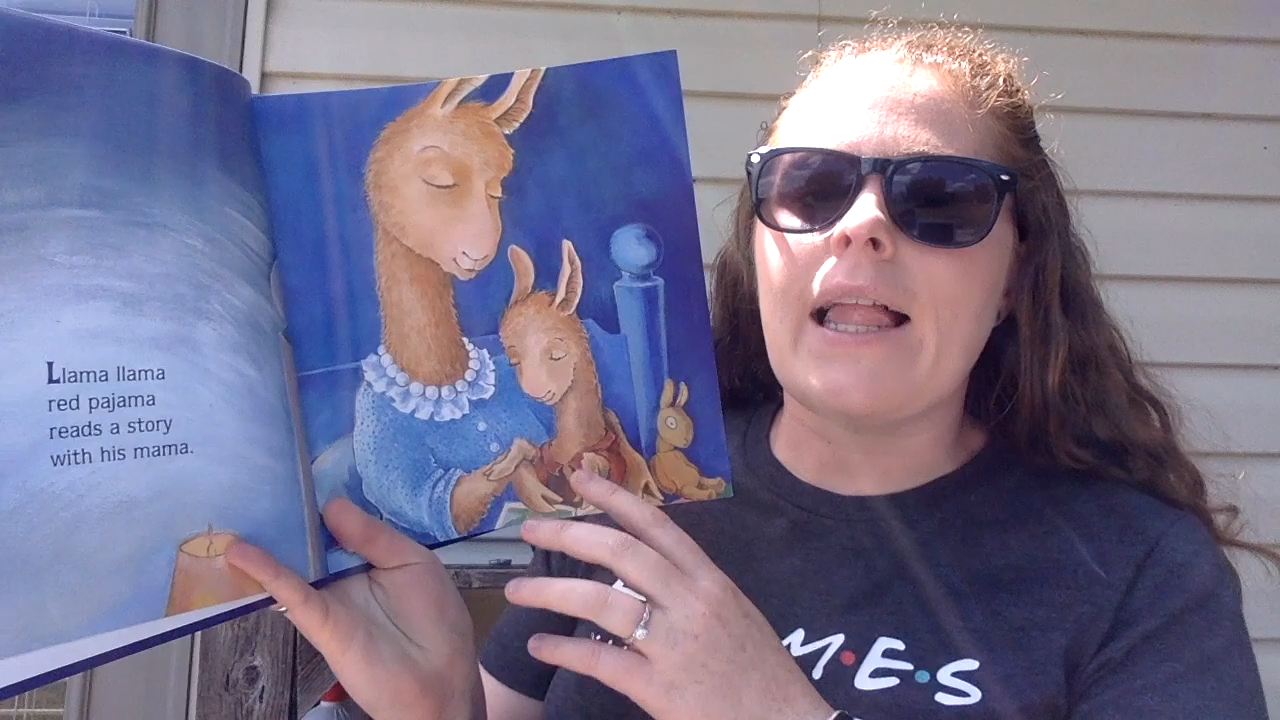 Llama llama
red pajama
reads a story
with his mama.
M•E•S